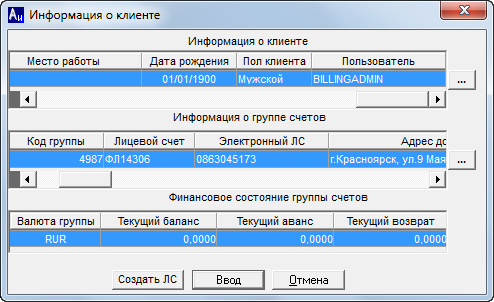 Аи Информация о клиенте
Информация о клиенте
Место работы Дата рождения Пол клиента Пользователь
01/01/1900 Мужской BILLINGADMIN
...
Информация о группе счетов
Код группы Лицевой счет Электронный ЛС Адрес до
4987 ФЛ14306 0863045173 г.Красноярск, ул.9 Мая
...
Финансовое состояние группы счетов
Валюта группы Текущий баланс Текущий аванс Текущий возврат
RUR 0,0000 0,0000 0,0000
Создать ЛС Ввод Отмена